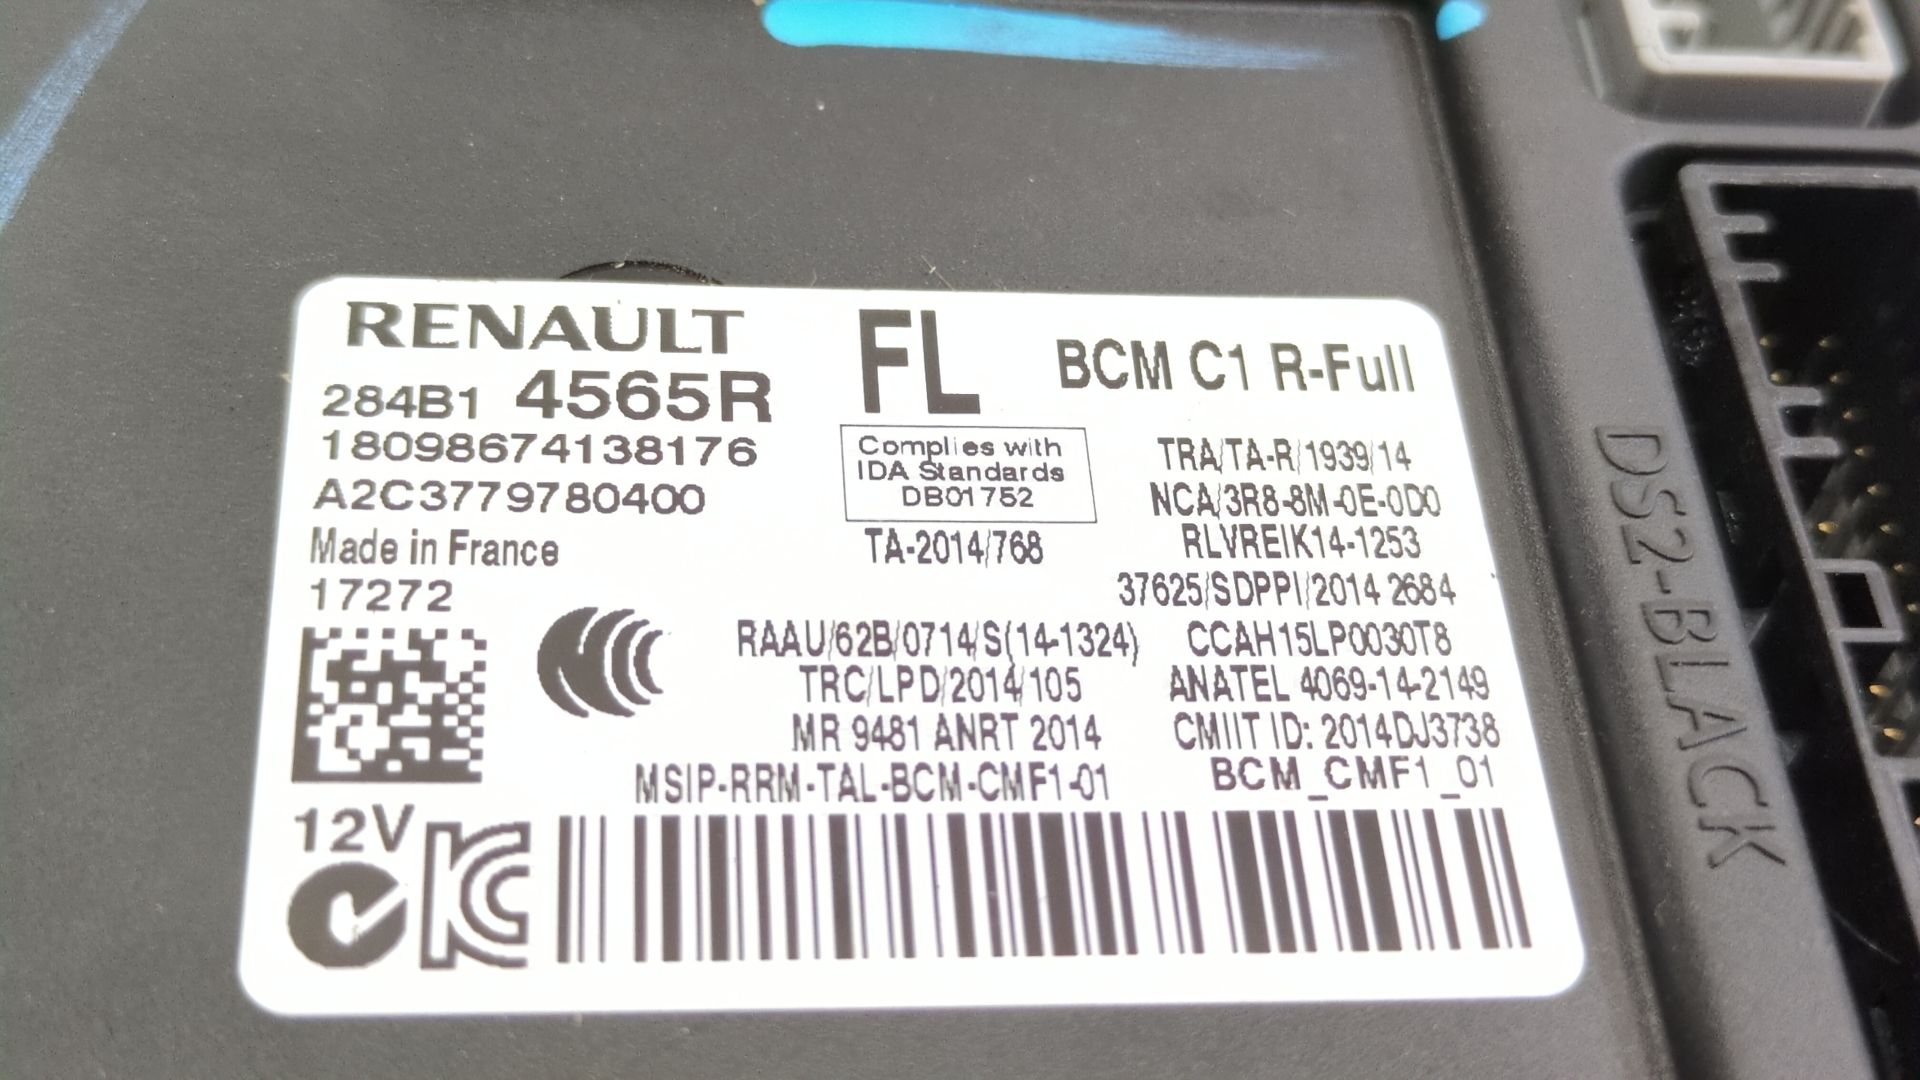 RENAULT
284B1 4565R
18098674138176
A2C3779780400
Made in France
17272
FL
BCM C1 R-Full
Complies with
IDA Standards
DB01752
TA-2014/768
TRA/TA-R/1939/14
NCA/3R8-8M-0E-0D0
RLVREIK14-1253
37625/SDPPI/2014 2684
RAAU/62B/0714/S(14-1324)
CCAH15LP0030T8
TRC/LPD/2014/105
ANATEL 4069-14-2149
MR 9481 ANRT 2014
CMIIT ID: 2014DJ3738
MSIP-RRM-TAL-BCM-CMF1-01
BCM_CMF1_01
12V
DS2-BLACK